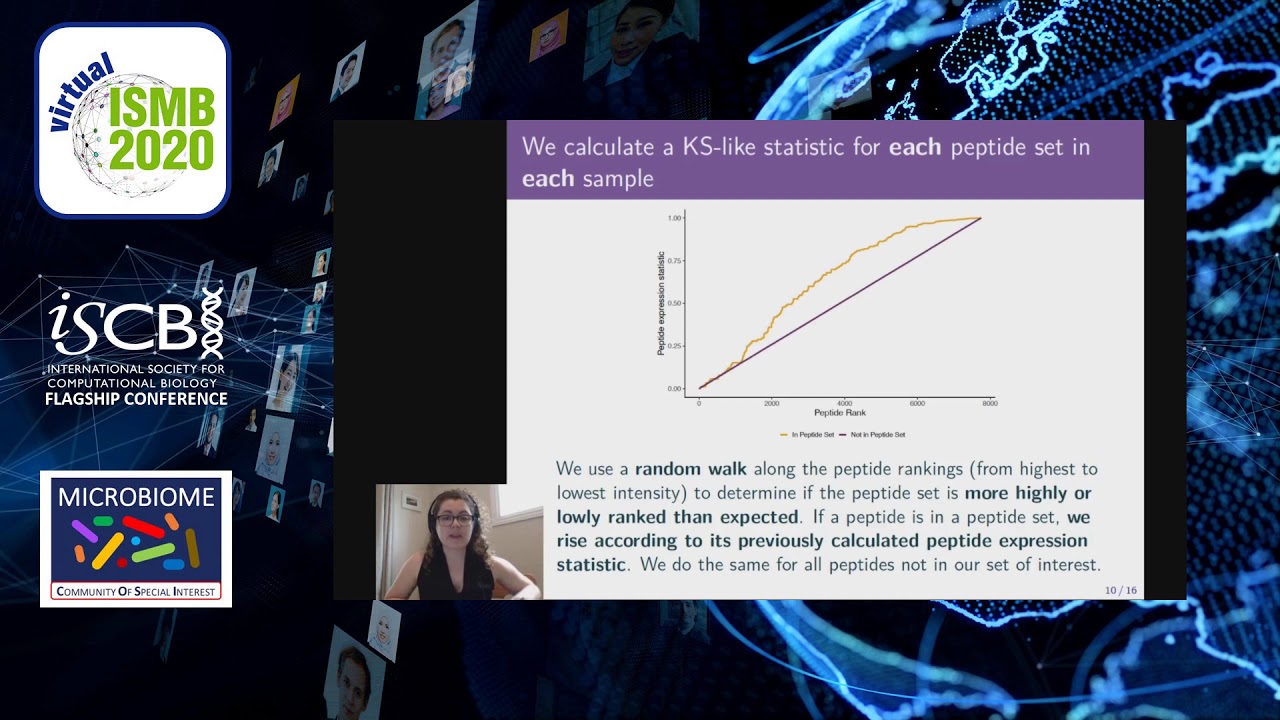 virtual
ISMB
2020
iSCB
INTERNATIONAL SOCIETY FOR
COMPUTATIONAL BIOLOGY
FLAGSHIP CONFERENCE
MICROBIOME
COMMUNITY OF SPECIAL INTEREST
We calculate a KS-like statistic for each peptide set in
each sample
Peptide expression statistic
1.00
0.75
0.50
0.25
0.00
0
2000
4000
6000
8000
Peptide Rank
In Peptide Set
Not in Peptide Set
We use a random walk along the peptide rankings (from highest to
lowest intensity) to determine if the peptide set is more highly or
lowly ranked than expected. If a peptide is in a peptide set, we
rise according to its previously calculated peptide expression
statistic. We do the same for all peptides not in our set of interest.
10 / 16